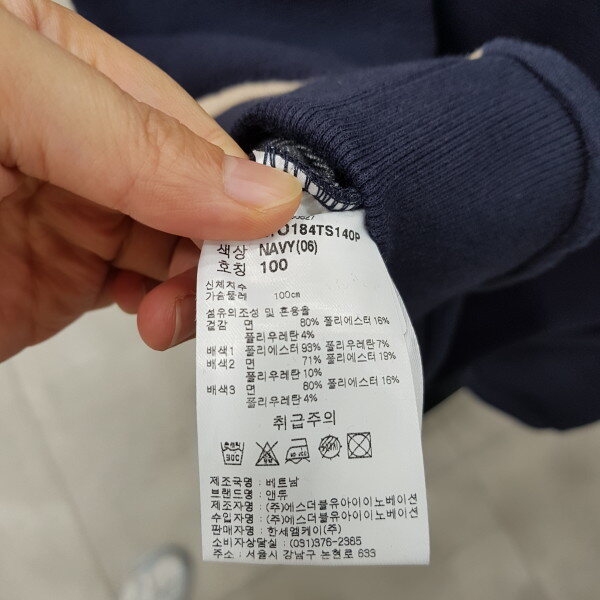 O184TS140P
색상 NAVY(06)
호칭 100
신체치수
가슴둘레 100cm
섬유의조성 및 혼용율
겉감 면 80% 폴리에스터 16%
폴리우레탄 4%
배색1 폴리에스터 93% 폴리우레탄 7%
배색2 면 71% 폴리에스터 19%
폴리우레탄 10%
배색3 면 80% 폴리에스터 16%
폴리우레탄 4%
취급주의
제조국명 : 베트남
브랜드명 : 앤듀
제조자명 : (주)에스더블유아이이노베이션
수입자명 : (주)에스더블유아이이노베이션
판매자명 : 한세엠케이(주)
소비자상담실 : (031)376-2385
주소 : 서울시 강남구 논현로 633